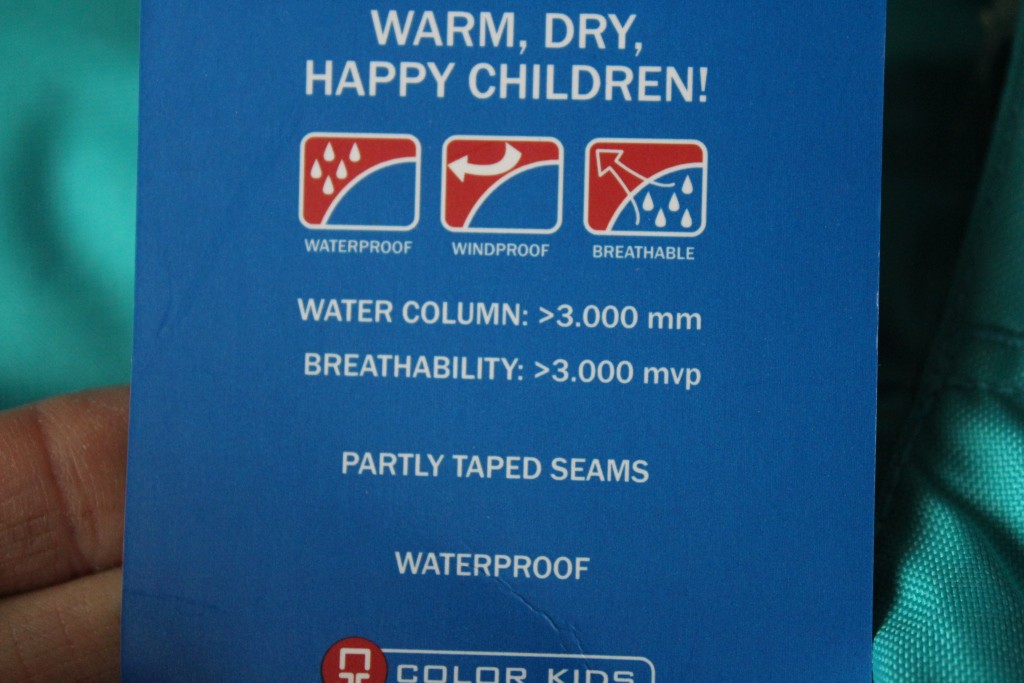 WARM, DRY,
HAPPY CHILDREN!
WATERPROOF WINDPROOF BREATHABLE
WATER COLUMN: >3.000 mm
BREATHABILITY: >3.000 mvp
PARTLY TAPED SEAMS
WATERPROOF
COLOR KIDS